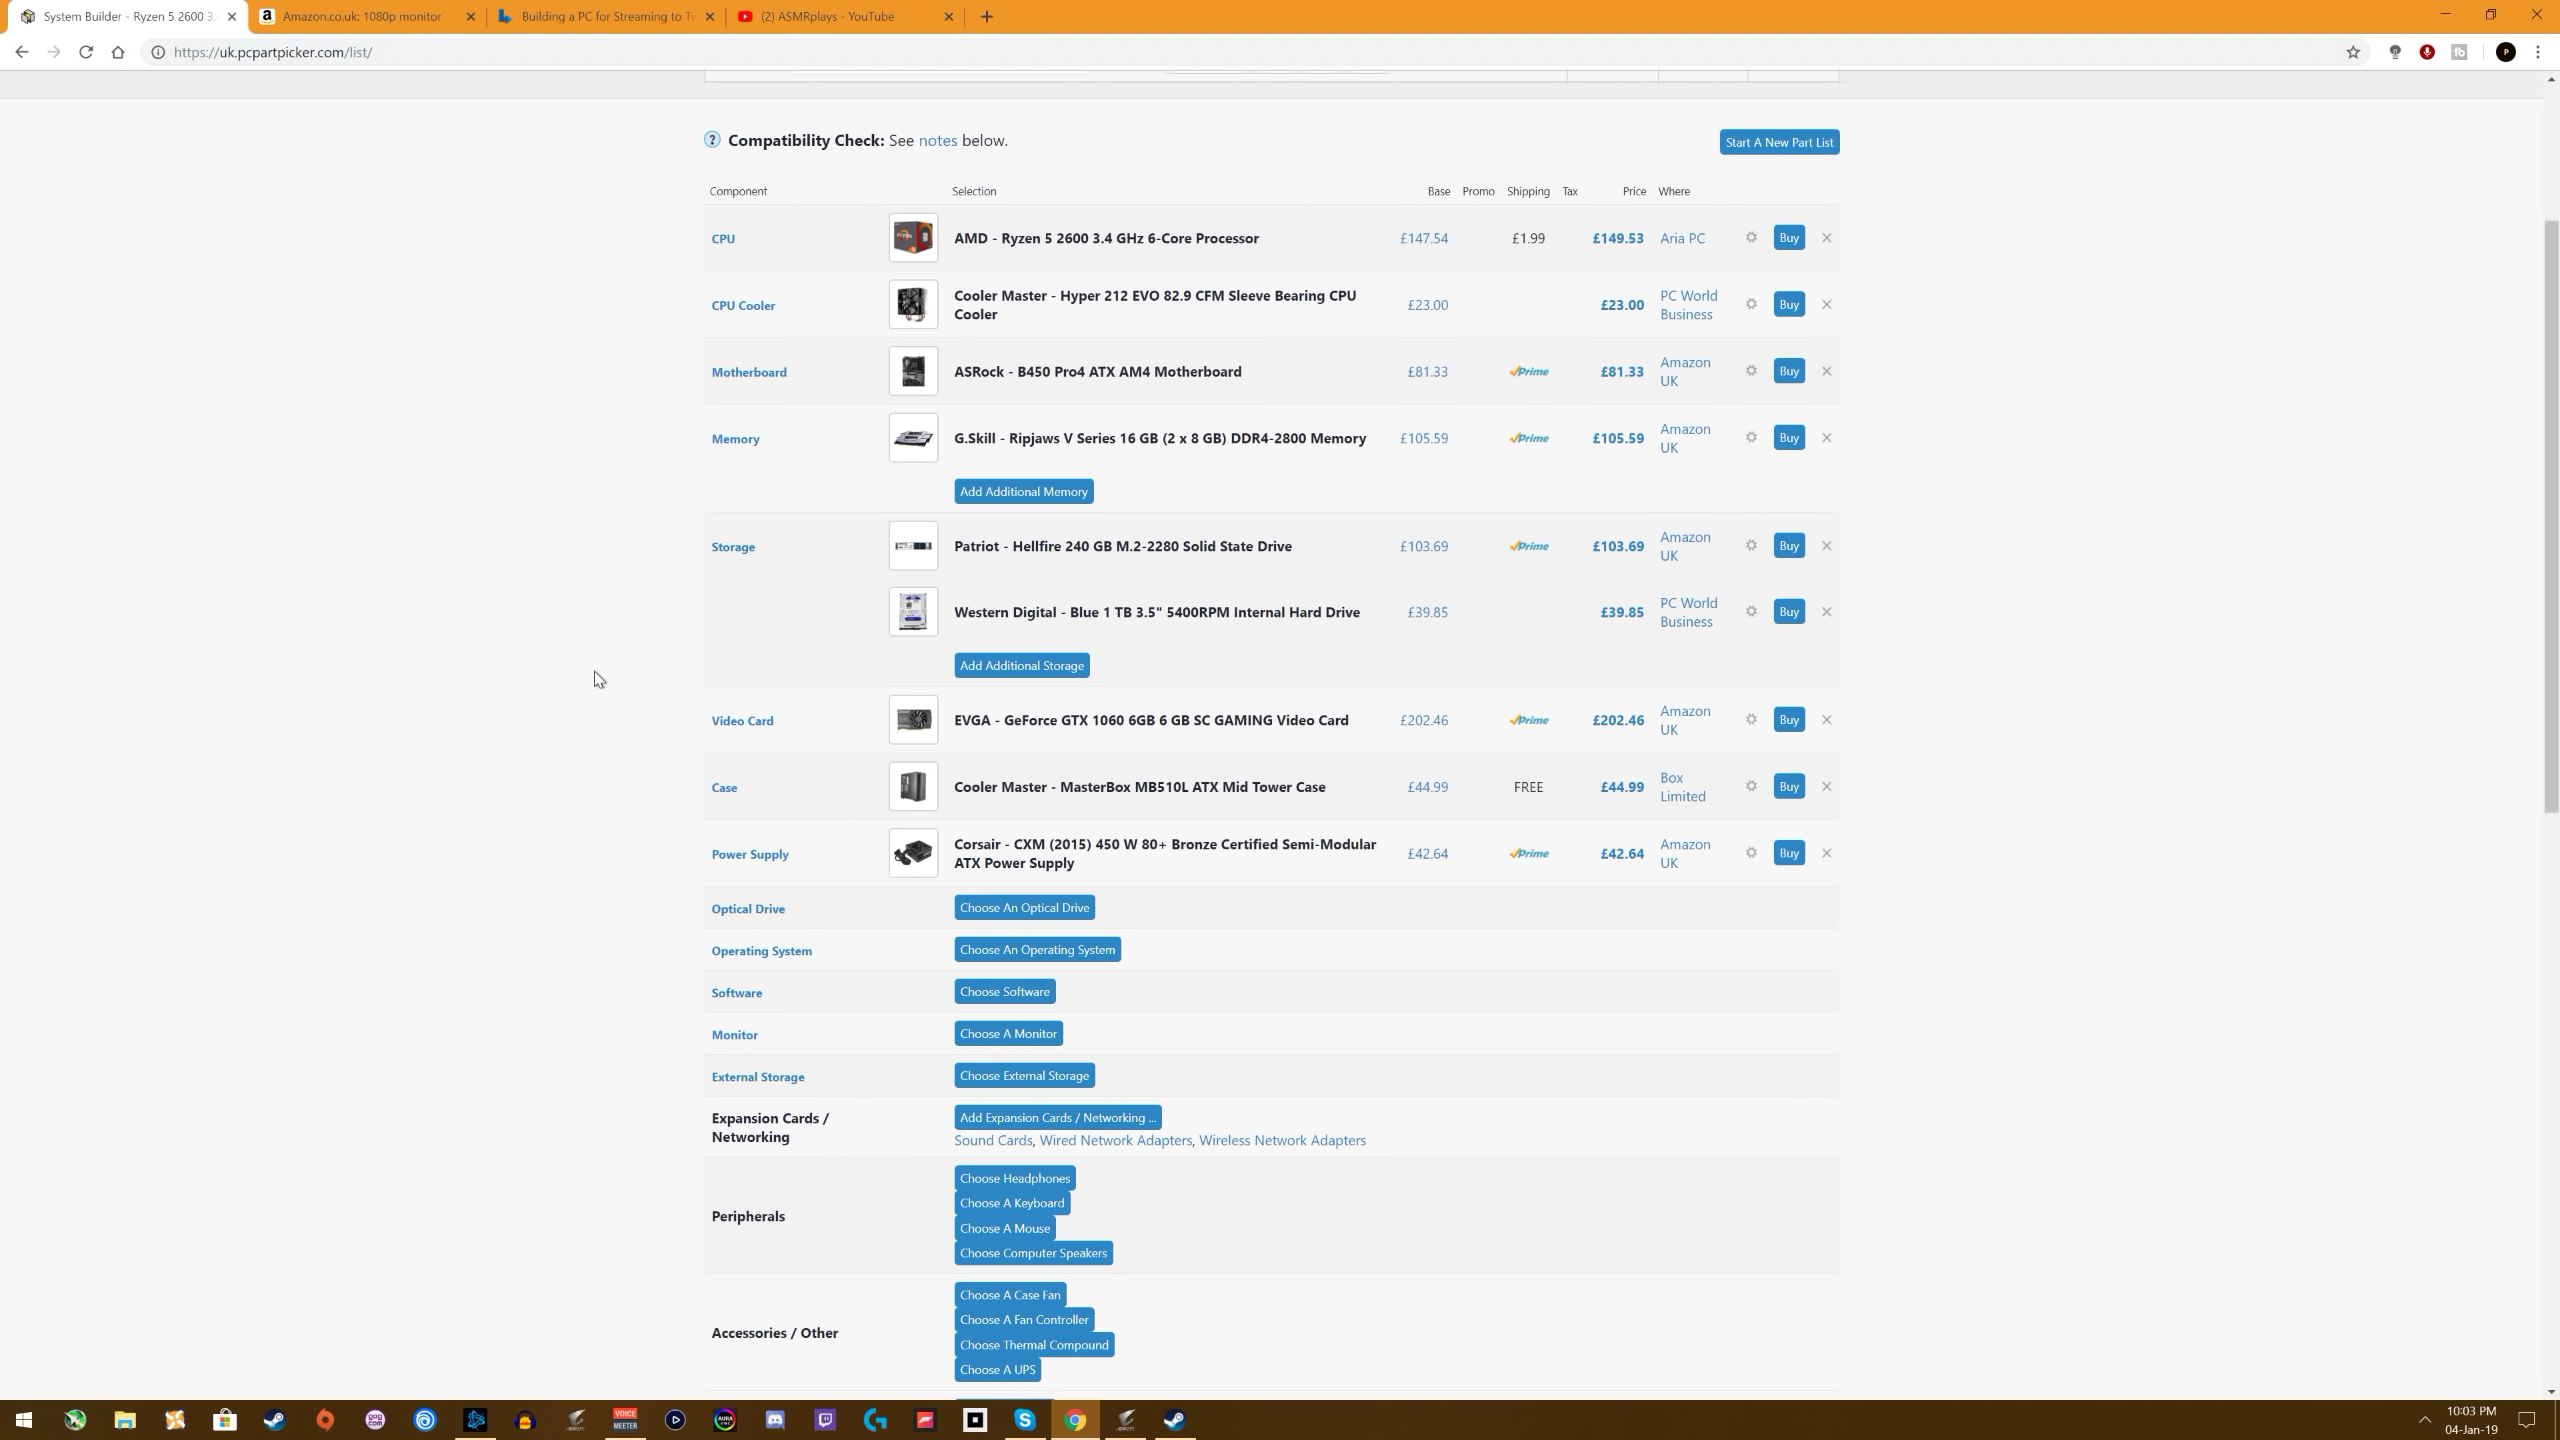 System Builder - Ryzen 5 2600 3.
Amazon.co.uk: 1080p monitor
Building a PC for Streaming to Tw
(2) ASMRplays - YouTube
https://uk.pcpartpicker.com/list/
Compatibility Check: See notes below.
Start A New Part List
Component Selection Base Promo Shipping Tax Price Where
CPU AMD - Ryzen 5 2600 3.4 GHz 6-Core Processor £147.54 £1.99 £149.53 Aria PC Buy
CPU Cooler Cooler Master - Hyper 212 EVO 82.9 CFM Sleeve Bearing CPU Cooler £23.00 £23.00 PC World Business Buy
Motherboard ASRock - B450 Pro4 ATX AM4 Motherboard £81.33 Prime £81.33 Amazon UK Buy
Memory G.Skill - Ripjaws V Series 16 GB (2 x 8 GB) DDR4-2800 Memory £105.59 Prime £105.59 Amazon UK Buy
Add Additional Memory
Storage Patriot - Hellfire 240 GB M.2-2280 Solid State Drive £103.69 Prime £103.69 Amazon UK Buy
Western Digital - Blue 1 TB 3.5" 5400RPM Internal Hard Drive £39.85 £39.85 PC World Business Buy
Add Additional Storage
Video Card EVGA - GeForce GTX 1060 6GB 6 GB SC GAMING Video Card £202.46 Prime £202.46 Amazon UK Buy
Case Cooler Master - MasterBox MB510L ATX Mid Tower Case £44.99 FREE £44.99 Box Limited Buy
Power Supply Corsair - CXM (2015) 450 W 80+ Bronze Certified Semi-Modular ATX Power Supply £42.64 Prime £42.64 Amazon UK Buy
Optical Drive Choose An Optical Drive
Operating System Choose An Operating System
Software Choose Software
Monitor Choose A Monitor
External Storage Choose External Storage
Expansion Cards / Networking Add Expansion Cards / Networking ...
Sound Cards, Wired Network Adapters, Wireless Network Adapters
Peripherals
Choose Headphones
Choose A Keyboard
Choose A Mouse
Choose Computer Speakers
Accessories / Other
Choose A Case Fan
Choose A Fan Controller
Choose Thermal Compound
Choose A UPS
VOICE
MEETER
AURA
10:03 PM
04-Jan-19